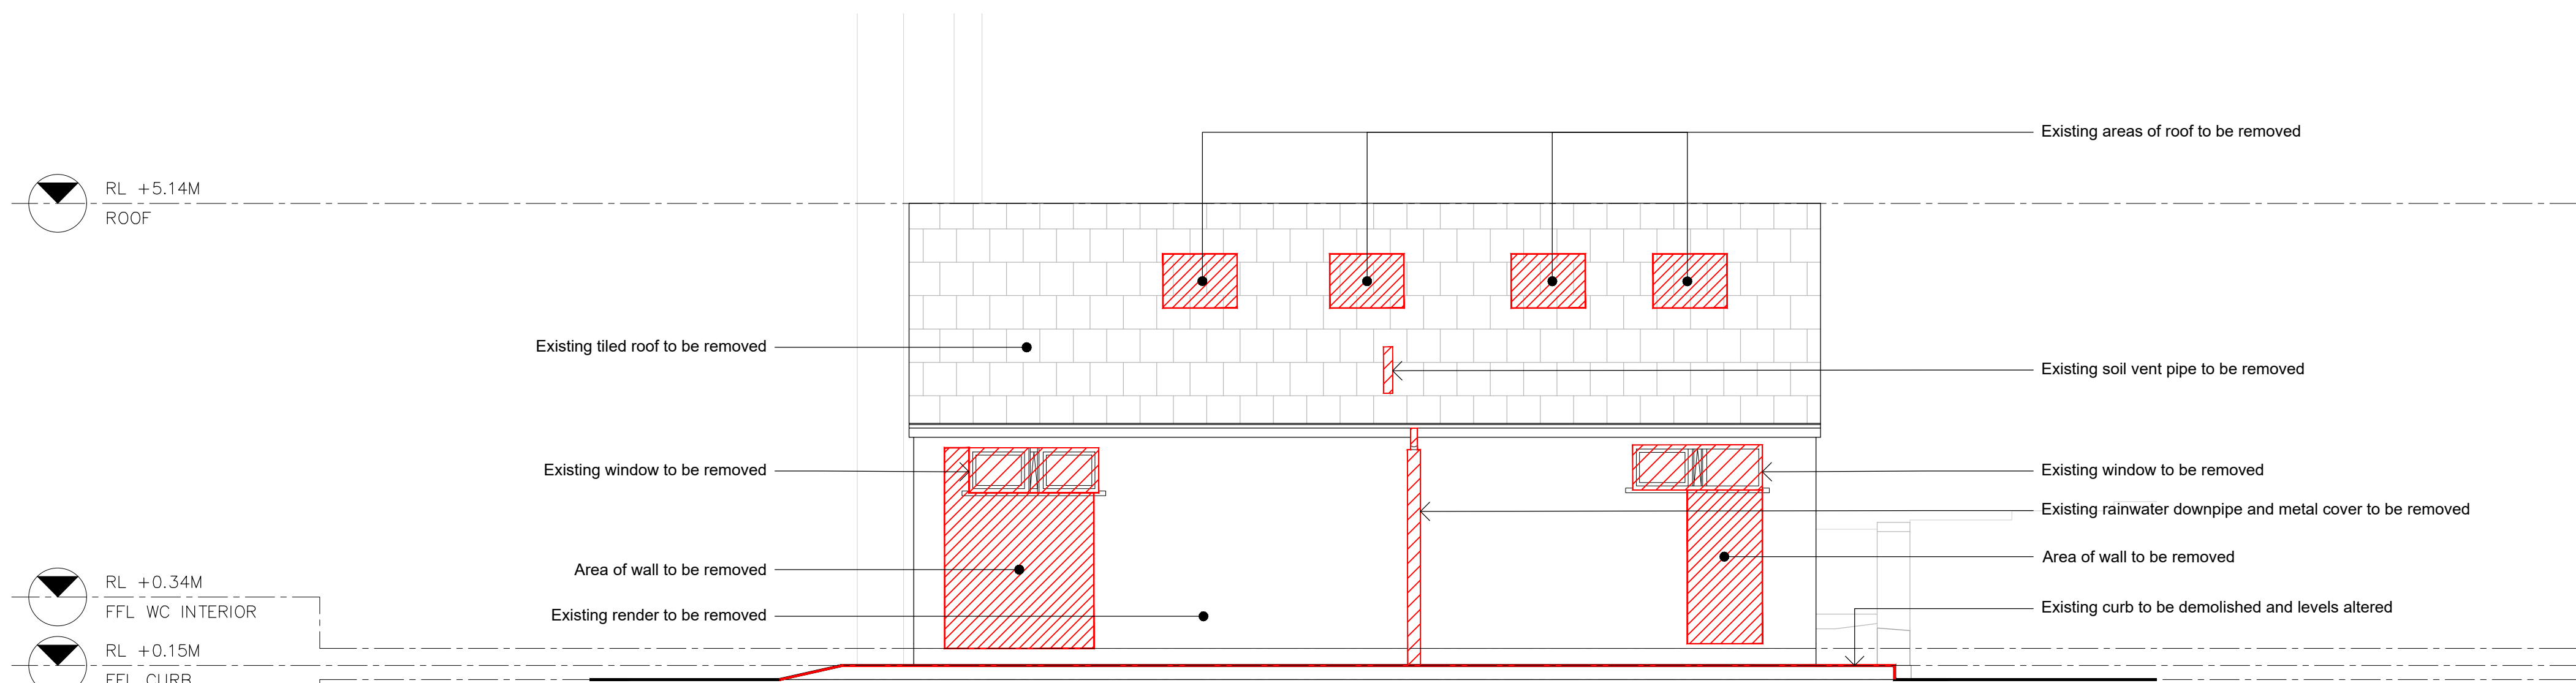 Existing areas of roof to be removed
RL +5.14M
ROOF
Existing tiled roof to be removed
Existing soil vent pipe to be removed
Existing window to be removed
Existing window to be removed
Existing rainwater downpipe and metal cover to be removed
Area of wall to be removed
Area of wall to be removed
RL +0.34M
FFL WC INTERIOR
Existing render to be removed
Existing curb to be demolished and levels altered
RL +0.15M
FFL CURB